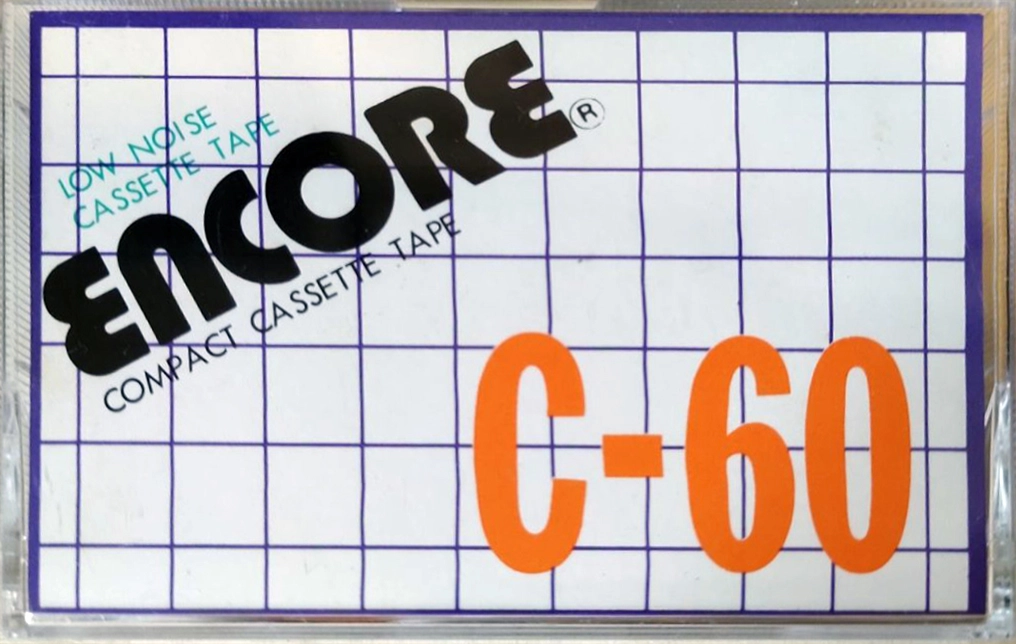 LOW NOISE
CASSETTE TAPE
ENCORE ®
COMPACT CASSETTE TAPE
C-60